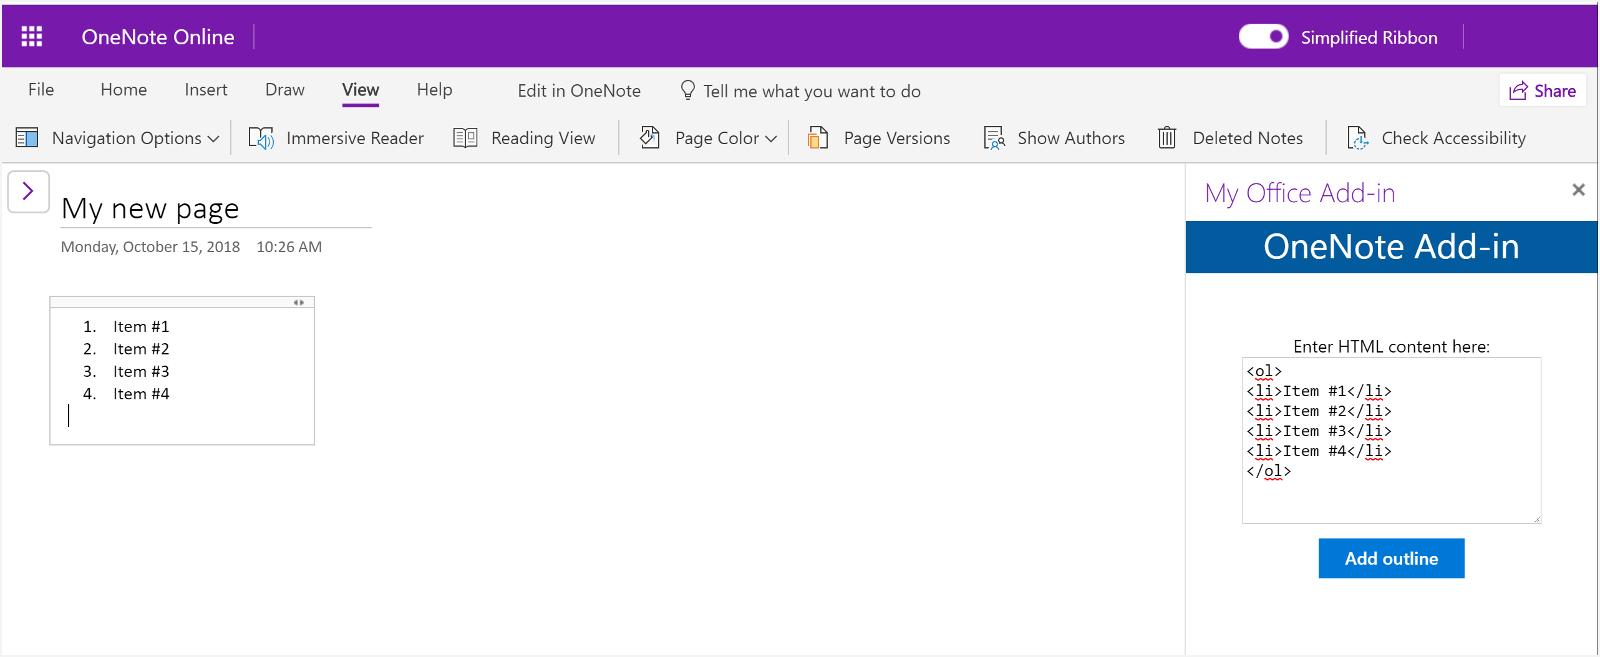 OneNote Online
Simplified Ribbon
File Home Insert Draw View Help Edit in OneNote Tell me what you want to do Share
Navigation Options Immersive Reader Reading View Page Color Page Versions Show Authors Deleted Notes Check Accessibility
My new page
Monday, October 15, 2018 10:26 AM
1. Item #1
2. Item #2
3. Item #3
4. Item #4
My Office Add-in
OneNote Add-in
Enter HTML content here:
<ol>
<li>Item #1</li>
<li>Item #2</li>
<li>Item #3</li>
<li>Item #4</li>
</ol>
Add outline